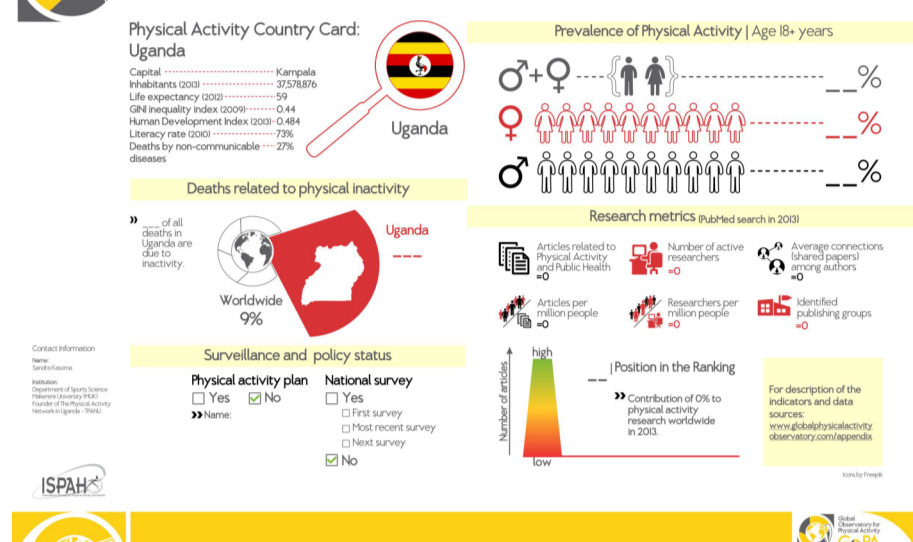 Physical Activity Country Card:
Uganda
Capital Kampala
Inhabitants (2013) 37,578,876
Life expectancy (2012) 59
GINI inequality index (2009) 0.44
Human Development Index (2013) 0.484
Literacy rate (2010) 73%
Deaths by non-communicable 27%
diseases
Uganda
Deaths related to physical inactivity
» ___ of all
deaths in
Uganda are
due to
inactivity.
Worldwide
9%
Uganda
Surveillance and policy status
Physical activity plan
Yes No
»Name:
National survey
Yes
First survey
Most recent survey
Next survey
No
Contact Information
Name:
Sandra Kasoma
Institution:
Department of Sports Science
Makerere University (MUK)
Founder of The Physical Activity
Network in Uganda - TPANU
ISPAH
Prevalence of Physical Activity | Age 18+ years
__%
__%
__%
Research metrics (PubMed search in 2013)
Articles related to
Physical Activity
and Public Health
=0
Number of active
researchers
=0
Average connections
(shared papers)
among authors
=0
Articles per
million people
=0
Researchers per
million people
=0
Identified
publishing groups
=0
Number of articles
high
low
__ | Position in the Ranking
» Contribution of 0% to
physical activity
research worldwide
in 2013.
For description of the
indicators and data
sources:
www.globalphysicalactivity
observatory.com/appendix
Icons by Freepik
Global
Observatory for
Physical Activity
GoPA